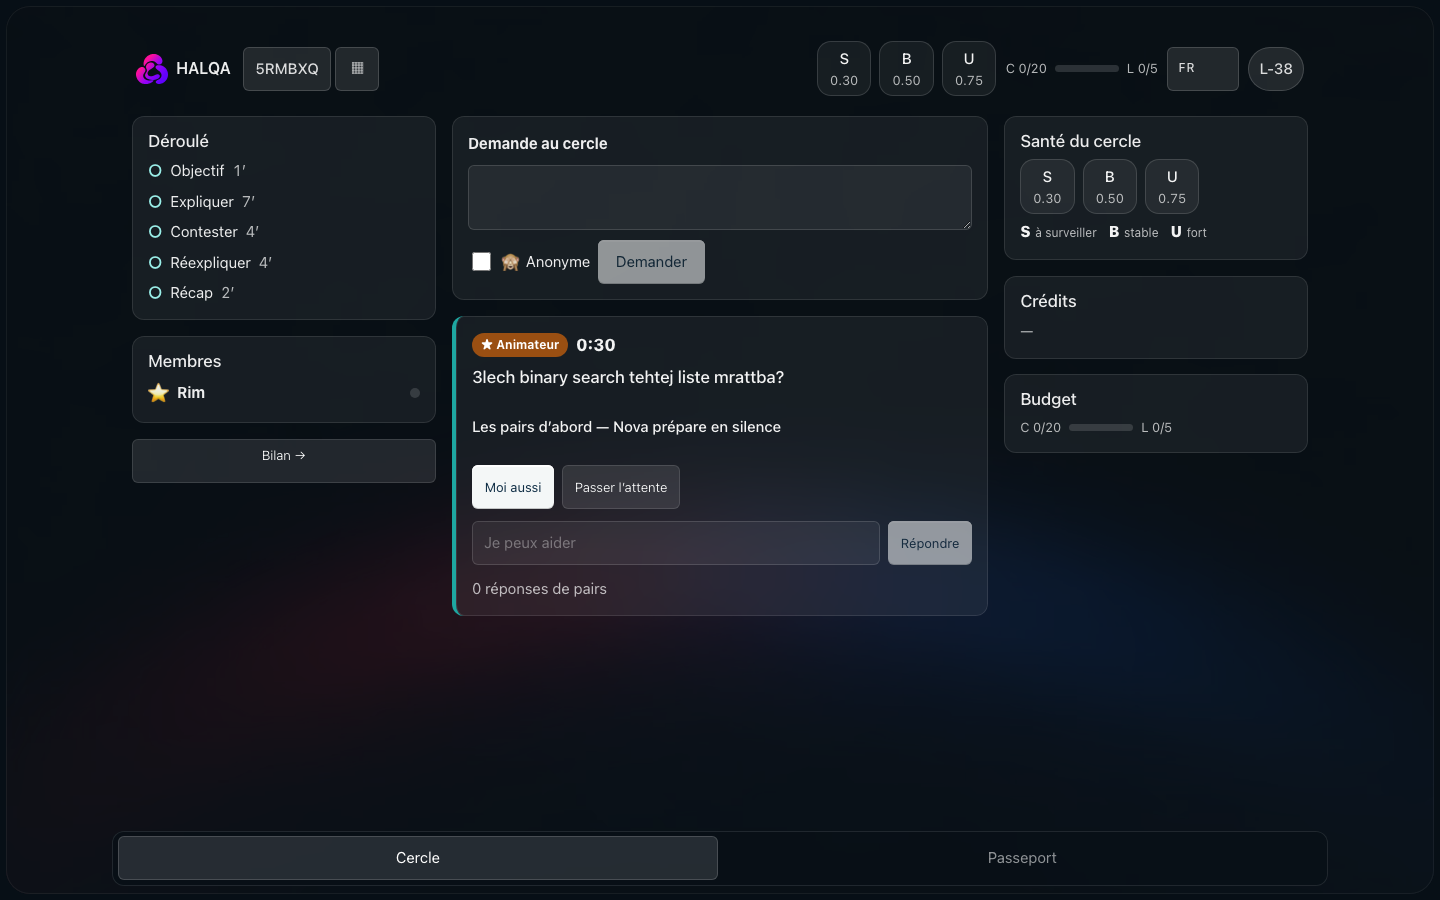 HALQA
5RMBXQ
S
0.30
B
0.50
U
0.75
C 0/20
L 0/5
FR
L-38
Déroulé
Objectif 1′
Expliquer 7′
Contester 4′
Réexpliquer 4′
Récap 2′
Membres
Rim
Bilan →
Demande au cercle
Anonyme
Demander
Animateur 0:30
3lech binary search tehtej liste mrattba?
Les pairs d’abord — Nova prépare en silence
Moi aussi
Passer l’attente
Je peux aider
Répondre
0 réponses de pairs
Santé du cercle
S
0.30
B
0.50
U
0.75
S à surveiller B stable U fort
Crédits
—
Budget
C 0/20 L 0/5
Cercle
Passeport